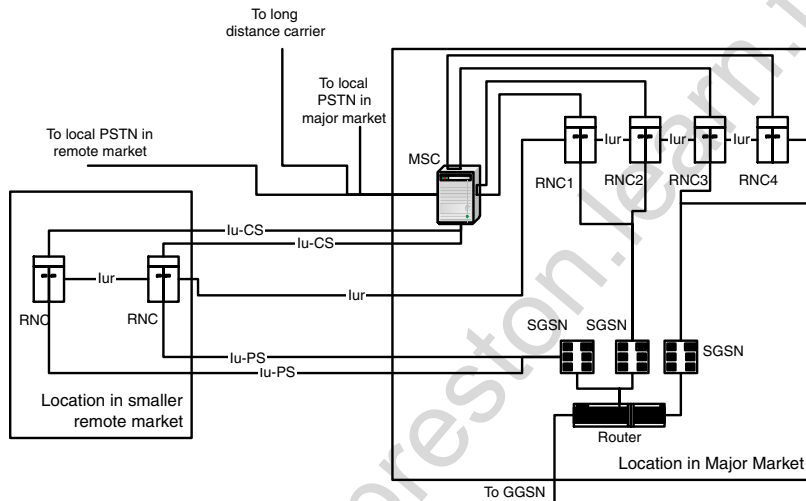 To long
distance carrier
To local
PSTN in
major market
To local PSTN in
remote market
MSC
Iur
Iur
Iur
RNC1
RNC2
RNC3
RNC4
Iu-CS
Iu-CS
Iur
Iur
RNC
RNC
SGSN
SGSN
SGSN
Iu-PS
Iu-PS
Location in smaller
remote market
Router
Location in Major Market
To GGSN
preston.learn.